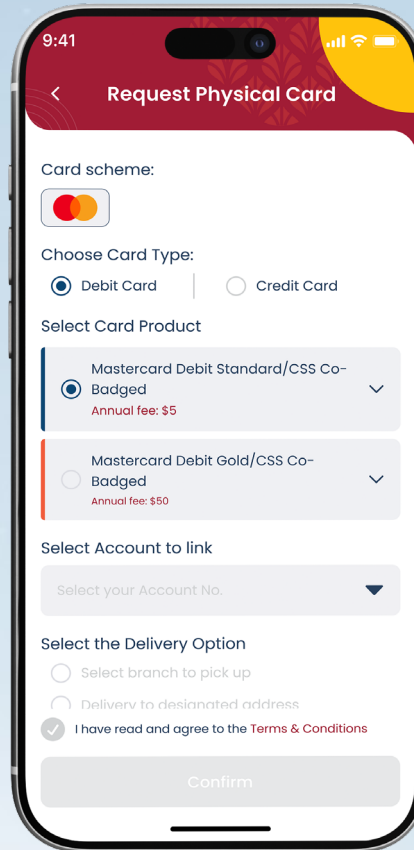 9:41
Request Physical Card
Card scheme:
Choose Card Type:
Debit Card
Credit Card
Select Card Product
Mastercard Debit Standard/CSS Co-
Badged
Annual fee: $5
Mastercard Debit Gold/CSS Co-
Badged
Annual fee: $50
Select Account to link
Select your Account No.
Select the Delivery Option
Select branch to pick up
Delivery to designated address
I have read and agree to the Terms & Conditions
Confirm